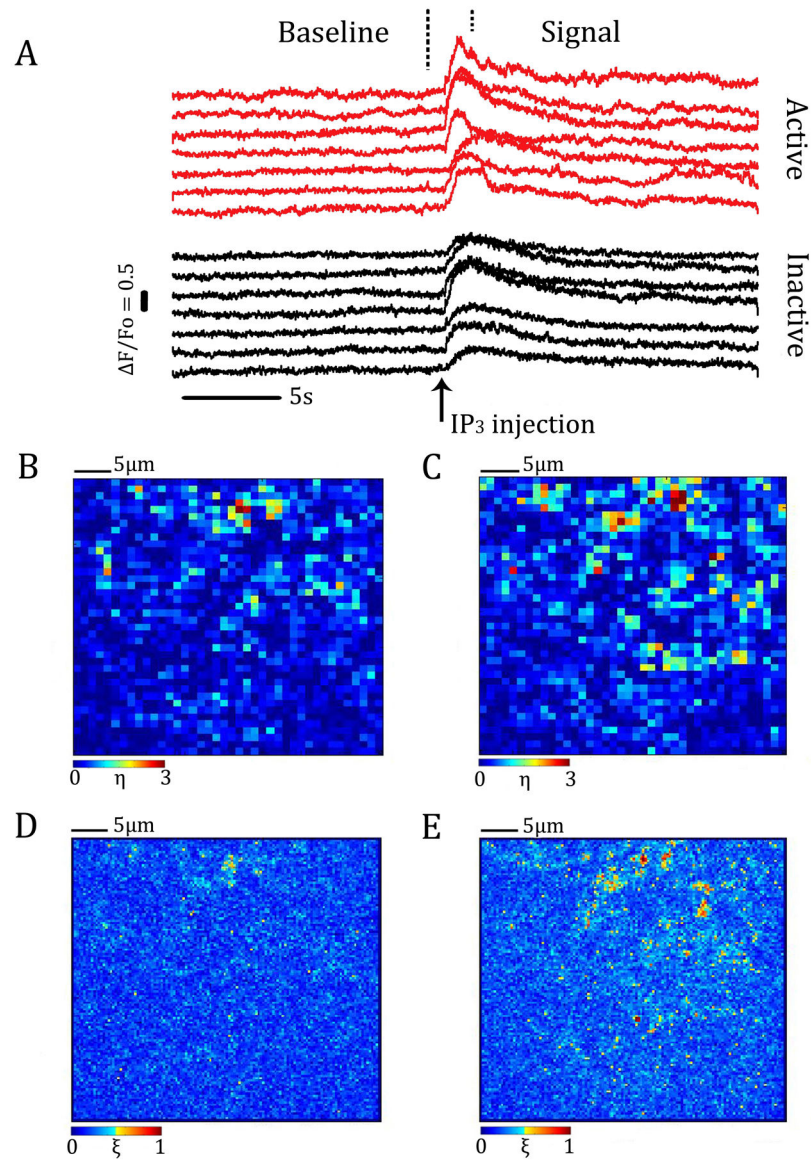 A
Baseline
Signal
Active
Inactive
ΔF/Fo = 0.5
5s
IP₃ injection
B
5µm
C
5µm
0 η 3
0 η 3
D
5µm
E
5µm
0 ξ 1
0 ξ 1